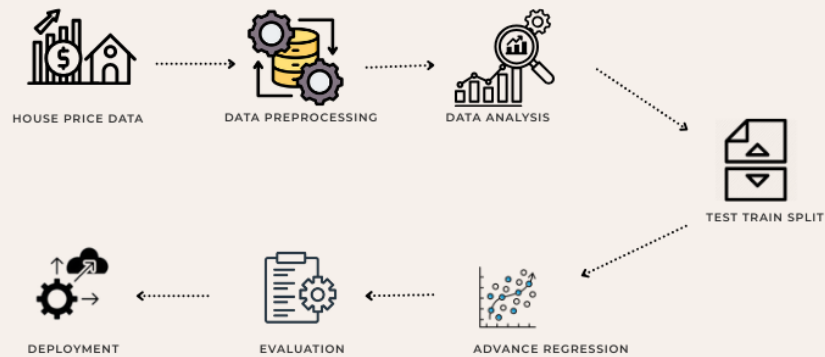 HOUSE PRICE DATA
DATA PREPROCESSING
DATA ANALYSIS
$
TEST TRAIN SPLIT
ADVANCE REGRESSION
EVALUATION
DEPLOYMENT